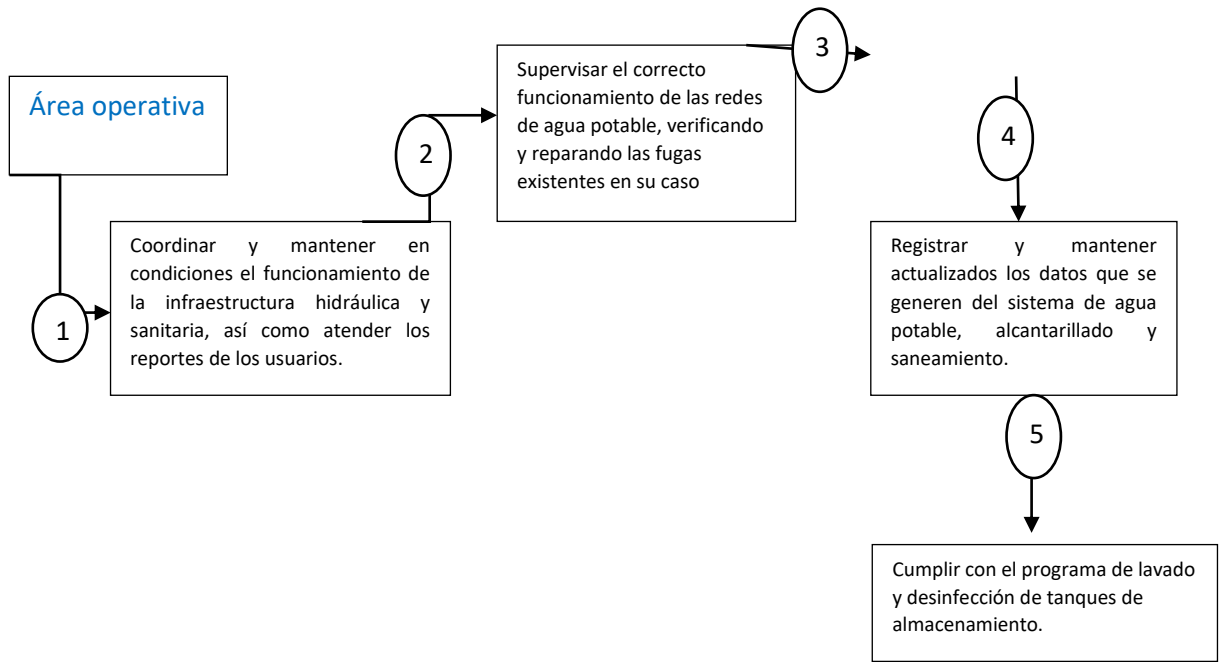 Área operativa
1
Coordinar y mantener en
condiciones el funcionamiento de
la infraestructura hidráulica y
sanitaria, así como atender los
reportes de los usuarios.
2
Supervisar el correcto
funcionamiento de las redes
de agua potable, verificando
y reparando las fugas
existentes en su caso
3
4
Registrar y mantener
actualizados los datos que se
generen del sistema de agua
potable, alcantarillado y
saneamiento.
5
Cumplir con el programa de lavado
y desinfección de tanques de
almacenamiento.